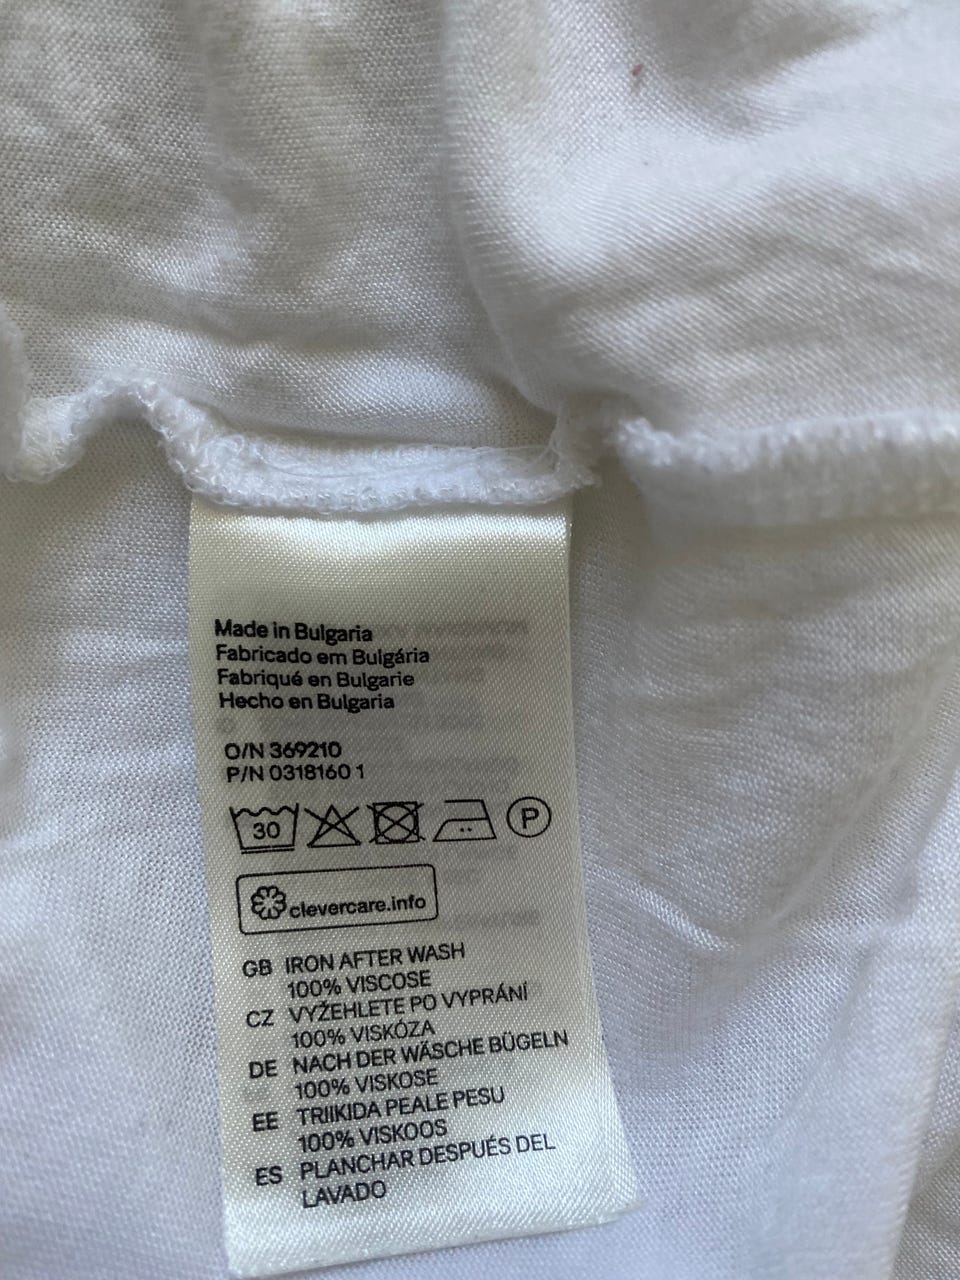 Made in Bulgaria
Fabricado em Bulgária
Fabriqué en Bulgarie
Hecho en Bulgaria
O/N 369210
P/N 0318160 1
30 P
clevercare.info
GB IRON AFTER WASH
100% VISCOSE
CZ VYŽEHLETE PO VYPRÁNÍ
100% VISKÓZA
DE NACH DER WÄSCHE BÜGELN
100% VISKOSE
EE TRIIKIDA PEALE PESU
100% VISKOOS
ES PLANCHAR DESPUÉS DEL
LAVADO